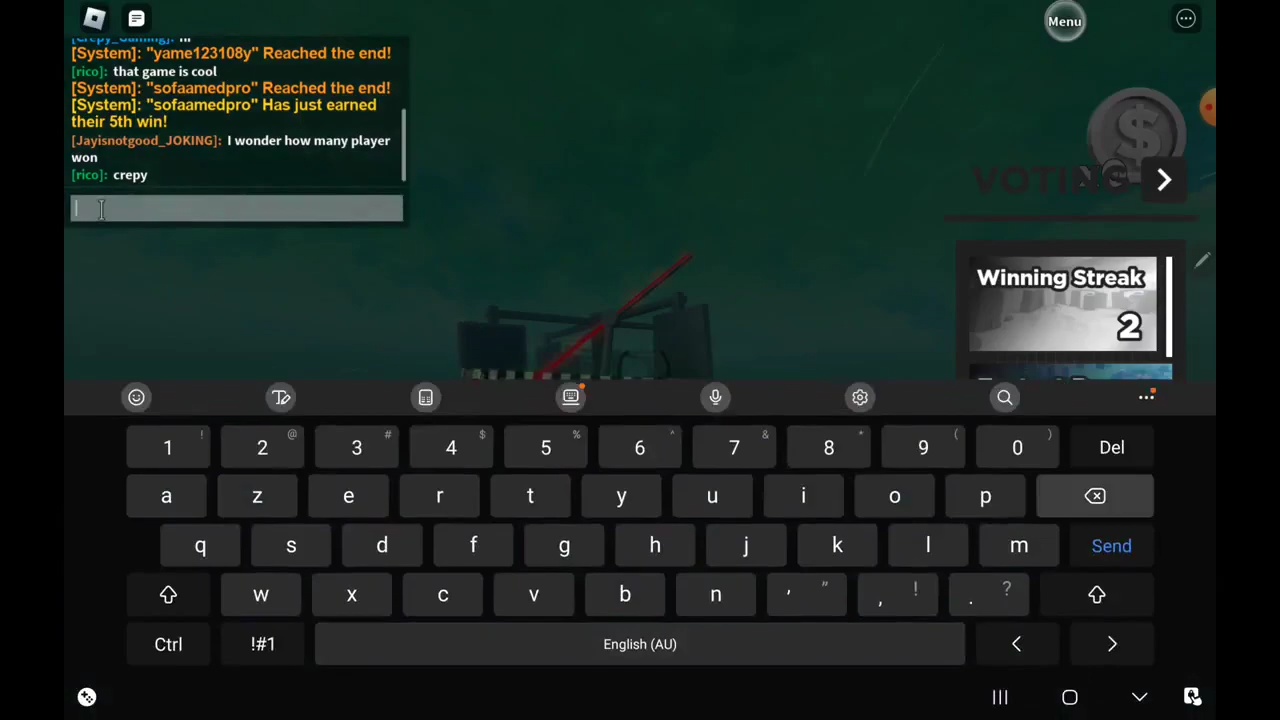 Menu
[Crepy_Gaming]: hi
[System]: "yame123108y" Reached the end!
[rico]: that game is cool
[System]: "sofaamedpro" Reached the end!
[System]: "sofaamedpro" Has just earned
their 5th win!
[Jayisnotgood_JOKING]: I wonder how many player
won
[rico]: crepy
VOTING
Winning Streak
2
1 ! 2 @ 3 # 4 $ 5 % 6 ^ 7 & 8 * 9 ( 0 ) Del
a z e r t y u i o p
q s d f g h j k l m Send
w x c v b n ' " , ! . ?
Ctrl !#1 English (AU) < >